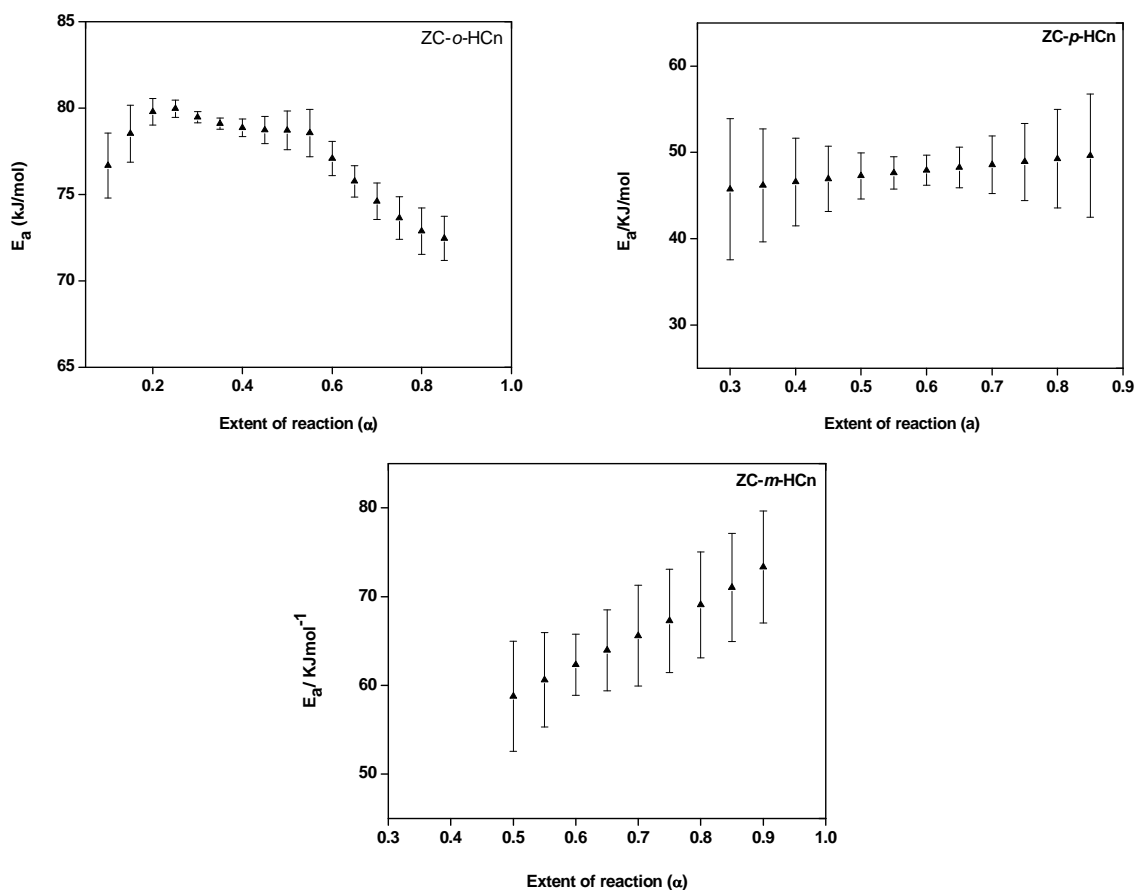 ZC-o-HCn
85
80
75
70
65
E_a (kJ/mol)
0.2 0.4 0.6 0.8 1.0
Extent of reaction (α)
ZC-p-HCn
60
50
40
30
E_a/KJ/mol
0.3 0.4 0.5 0.6 0.7 0.8 0.9
Extent of reaction (a)
ZC-m-HCn
80
70
60
50
E_a/ KJmol⁻¹
0.3 0.4 0.5 0.6 0.7 0.8 0.9 1.0
Extent of reaction (α)